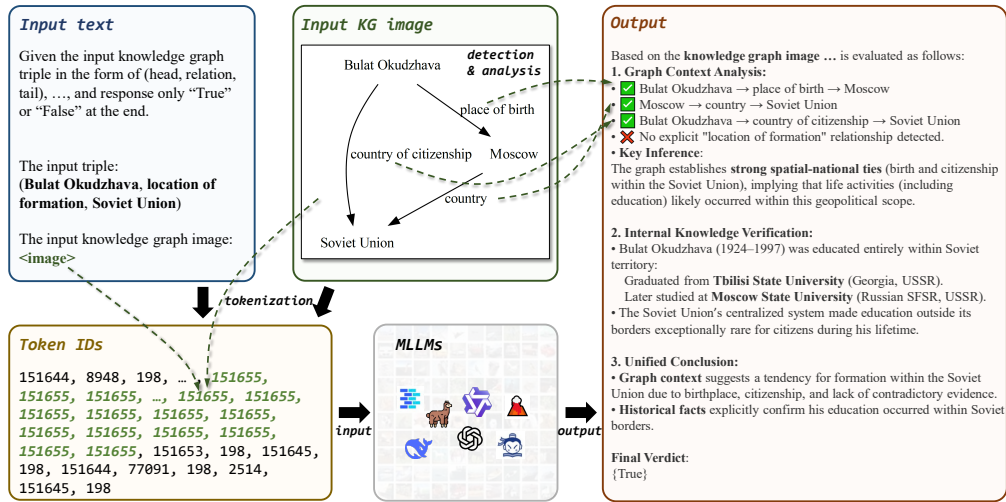 Input text
Given the input knowledge graph
triple in the form of (head, relation,
tail), …, and response only “True”
or “False” at the end.
The input triple:
(Bulat Okudzhava, location of
formation, Soviet Union)
The input knowledge graph image:
<image>
Input KG image
detection
& analysis
Bulat Okudzhava
place of birth
country of citizenship
Moscow
country
Soviet Union
tokenization
Token IDs
151644, 8948, 198, …, 151655,
151655, 151655, …, 151655, 151655,
151655, 151655, 151655, 151655,
151655, 151655, 151655, 151655,
151655, 151655, 151653, 198, 151645,
198, 151644, 77091, 198, 2514,
151645, 198
input
MLLMs
output
Output
Based on the knowledge graph image … is evaluated as follows:
1. Graph Context Analysis:
• ✅ Bulat Okudzhava → place of birth → Moscow
• ✅ Moscow → country → Soviet Union
• ✅ Bulat Okudzhava → country of citizenship → Soviet Union
• ❌ No explicit "location of formation" relationship detected.
• Key Inference:
The graph establishes strong spatial-national ties (birth and citizenship
within the Soviet Union), implying that life activities (including
education) likely occurred within this geopolitical scope.
2. Internal Knowledge Verification:
• Bulat Okudzhava (1924–1997) was educated entirely within Soviet
territory:
Graduated from Tbilisi State University (Georgia, USSR).
Later studied at Moscow State University (Russian SFSR, USSR).
• The Soviet Union's centralized system made education outside its
borders exceptionally rare for citizens during his lifetime.
3. Unified Conclusion:
• Graph context suggests a tendency for formation within the Soviet
Union due to birthplace, citizenship, and lack of contradictory evidence.
• Historical facts explicitly confirm his education occurred within Soviet
borders.
Final Verdict:
{True}